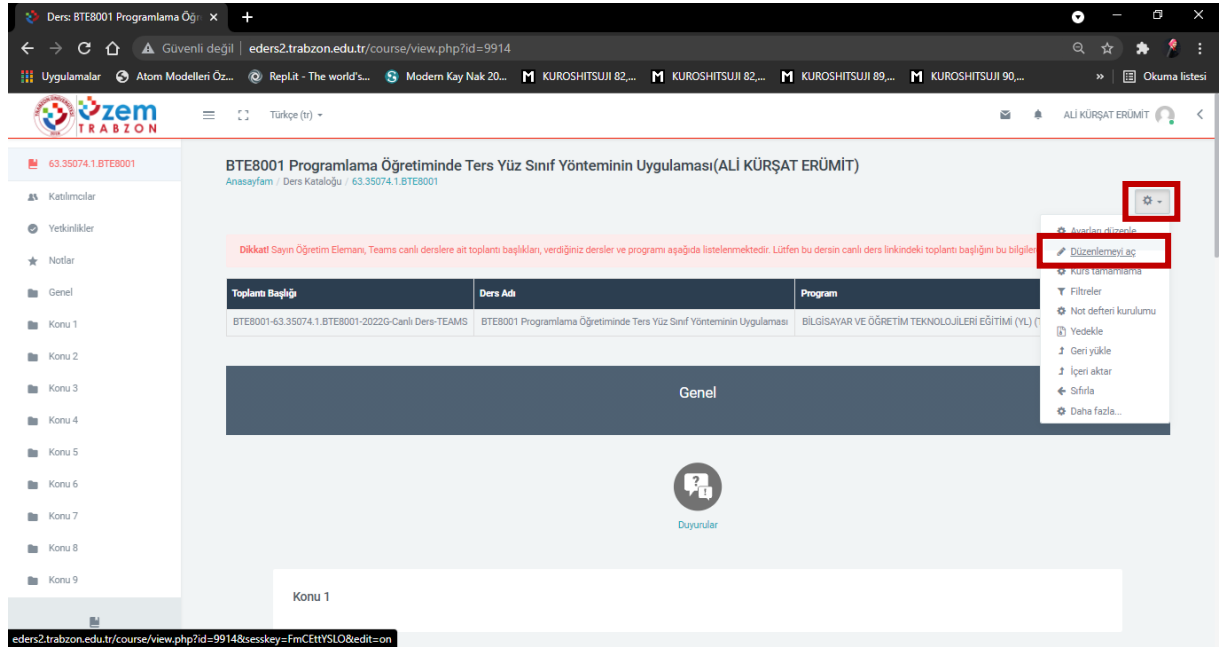 Ders: BTE8001 Programlama Öğr
Güvenli değil | eders2.trabzon.edu.tr/course/view.php?id=9914
Uygulamalar Atom Modelleri Öz... Repl.it - The world's... Modern Kay Nak 20... KUROSHITSUJI 82,... KUROSHITSUJI 82,... KUROSHITSUJI 89,... KUROSHITSUJI 90,... » Okuma listesi
üzem
TRABZON
Türkçe (tr)
ALİ KÜRŞAT ERÜMİT
63.35074.1.BTE8001
Katılımcılar
Yetkinlikler
Notlar
Genel
Konu 1
Konu 2
Konu 3
Konu 4
Konu 5
Konu 6
Konu 7
Konu 8
Konu 9
BTE8001 Programlama Öğretiminde Ters Yüz Sınıf Yönteminin Uygulaması(ALİ KÜRŞAT ERÜMİT)
Anasayfam / Ders Kataloğu / 63.35074.1.BTE8001
Ayarları düzenle
Düzenlemeyi aç
Kurs tamamlama
Filtreler
Not defteri kurulumu
Yedekle
Geri yükle
İçeri aktar
Sıfırla
Daha fazla...
Dikkat! Sayın Öğretim Elemanı, Teams canlı derslere ait toplantı başlıkları, verdiğiniz dersler ve programı aşağıda listelenmektedir. Lütfen bu dersin canlı ders linkindeki toplantı başlığını bu bilgiler
Toplantı Başlığı Ders Adı Program
BTE8001-63.35074.1.BTE8001-2022G-Canlı Ders-TEAMS BTE8001 Programlama Öğretiminde Ters Yüz Sınıf Yönteminin Uygulaması BİLGİSAYAR VE ÖĞRETİM TEKNOLOJİLERİ EĞİTİMİ (YL) (
Genel
Duyurular
Konu 1
eders2.trabzon.edu.tr/course/view.php?id=9914&sesskey=FmCEttYSLO&edit=on